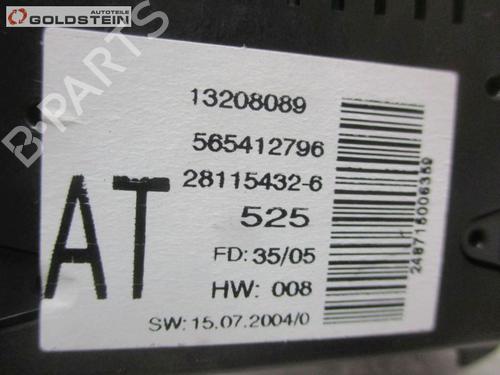 Autoteile
GOLDSTEIN
B-PARTS
13208089
565412796
28115432-6
525
AT
FD: 35/05
HW: 008
SW: 15.07.2004/0
248715006359